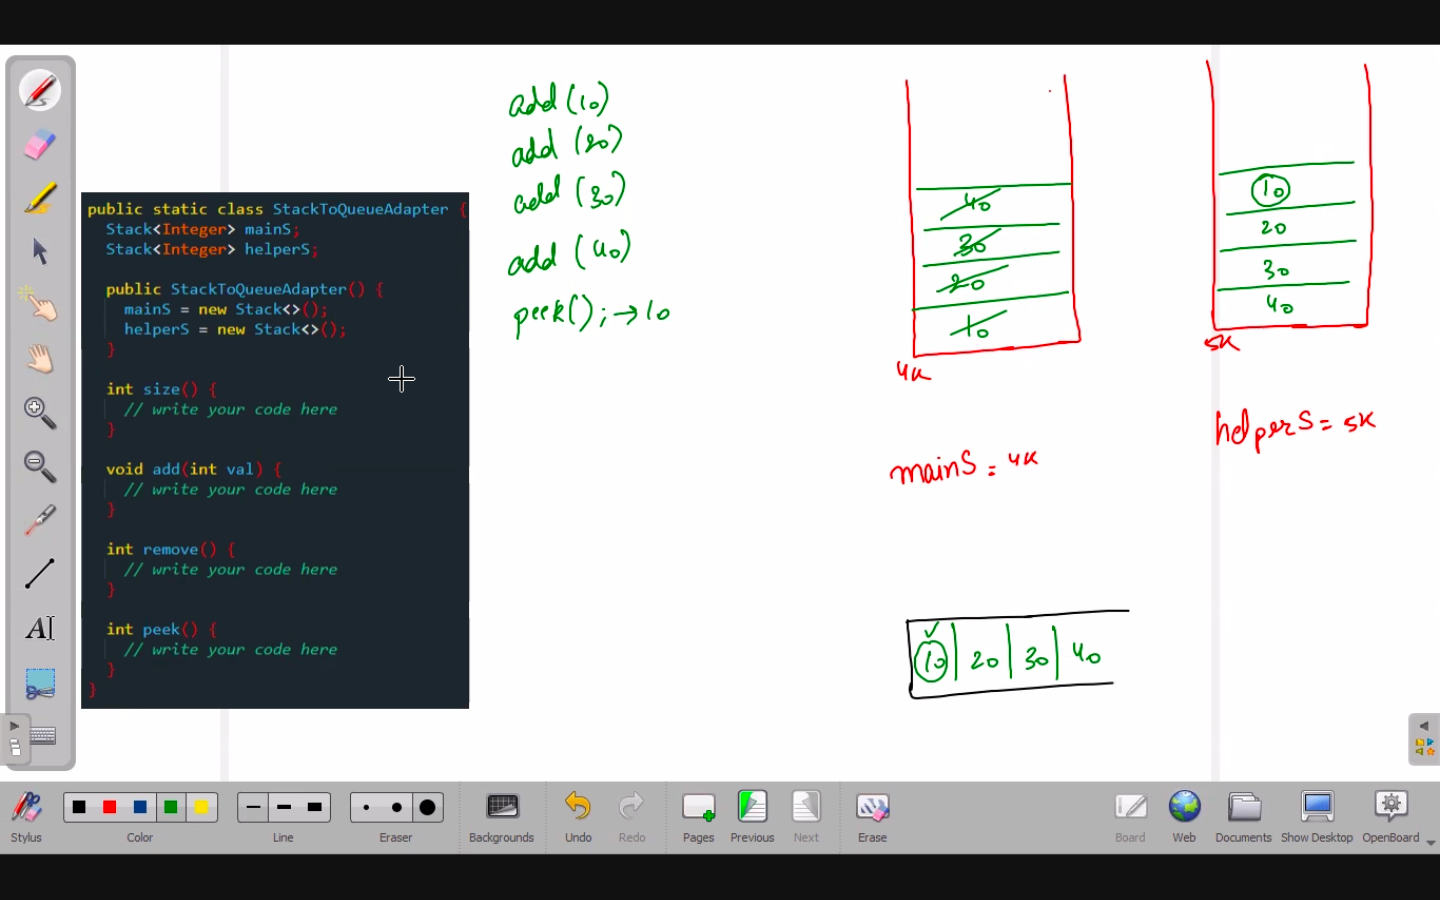 add (10)
add (20)
add (30)
add (40)
peek(); → 10
public static class StackToQueueAdapter {
Stack<Integer> mainS;
Stack<Integer> helperS;
public StackToQueueAdapter() {
mainS = new Stack<>();
helperS = new Stack<>();
}
int size() {
// write your code here
}
void add(int val) {
// write your code here
}
int remove() {
// write your code here
}
int peek() {
// write your code here
}
}
40
30
20
10
4K
mainS = 4K
10
20
30
40
5K
helperS = 5K
10 20 30 40
AI
Stylus
Color
Line
Eraser
Backgrounds
Undo
Redo
Pages
Previous
Next
Erase
Board
Web
Documents
Show Desktop
OpenBoard